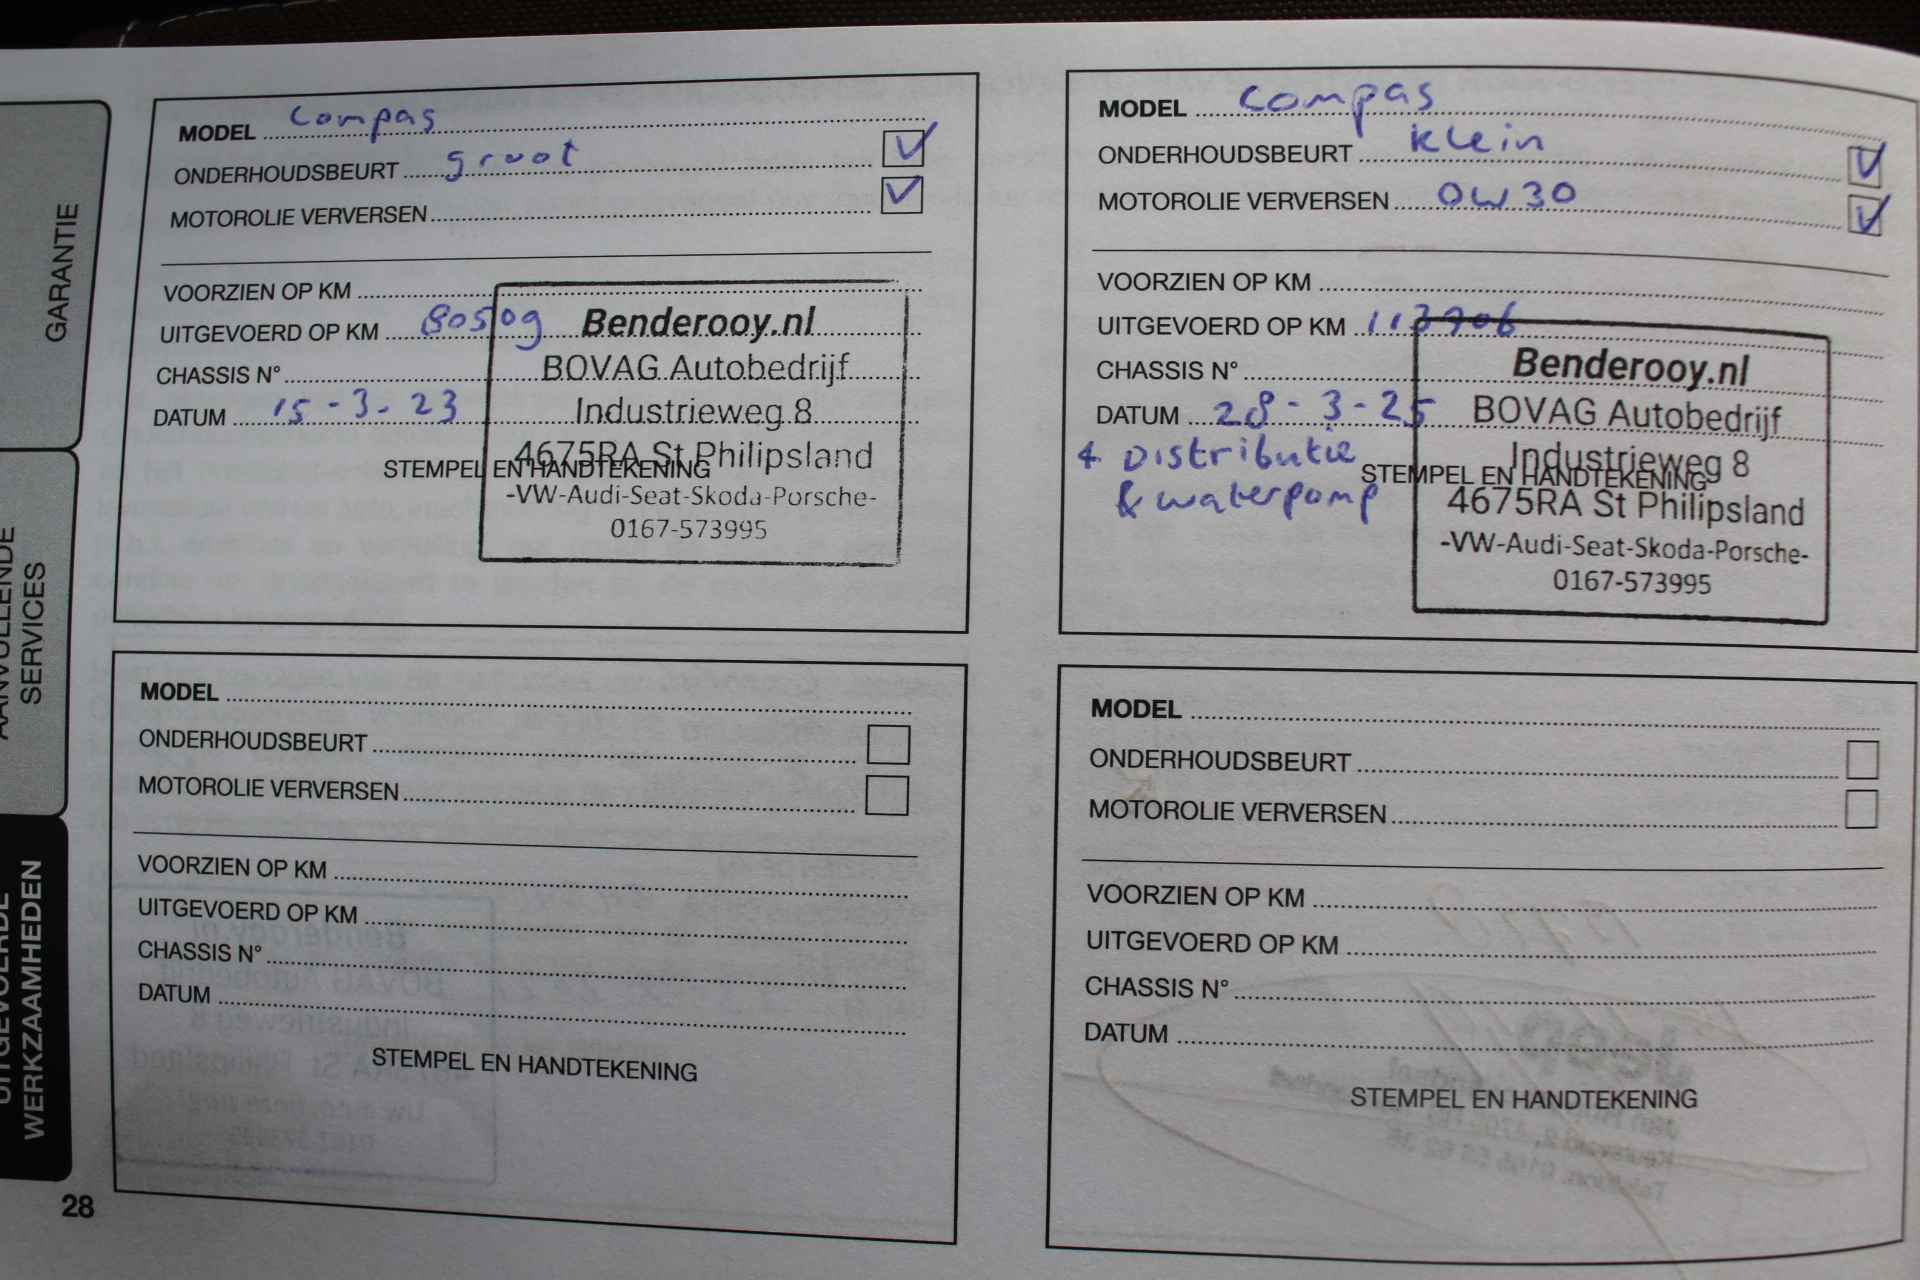 GARANTIE
AANVULLENDE
SERVICES
UITGEVOERDE
WERKZAAMHEDEN
MODEL compas
ONDERHOUDSBEURT groot
MOTOROLIE VERVERSEN
VOORZIEN OP KM
UITGEVOERD OP KM 80509
CHASSIS N°
DATUM 15-3-23
STEMPEL EN HANDTEKENING
Benderooy.nl
BOVAG Autobedrijf
Industrieweg 8
4675RA St Philipsland
-VW-Audi-Seat-Skoda-Porsche-
0167-573995
MODEL compas
ONDERHOUDSBEURT klein
MOTOROLIE VERVERSEN 0W30
VOORZIEN OP KM
UITGEVOERD OP KM 113906
CHASSIS N°
DATUM 28-3-25
+ Distributie
& waterpomp
STEMPEL EN HANDTEKENING
Benderooy.nl
BOVAG Autobedrijf
Industrieweg 8
4675RA St Philipsland
-VW-Audi-Seat-Skoda-Porsche-
0167-573995
MODEL
ONDERHOUDSBEURT
MOTOROLIE VERVERSEN
VOORZIEN OP KM
UITGEVOERD OP KM
CHASSIS N°
DATUM
STEMPEL EN HANDTEKENING
MODEL
ONDERHOUDSBEURT
MOTOROLIE VERVERSEN
VOORZIEN OP KM
UITGEVOERD OP KM
CHASSIS N°
DATUM
STEMPEL EN HANDTEKENING
28